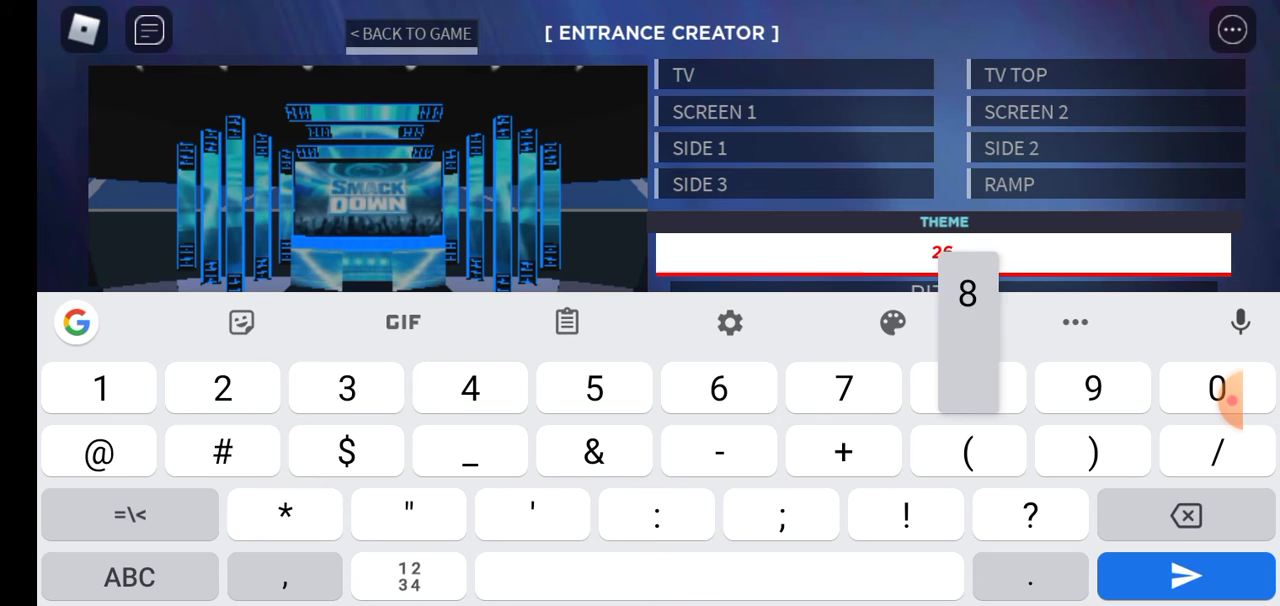 < BACK TO GAME
[ ENTRANCE CREATOR ]
TV
TV TOP
SCREEN 1
SCREEN 2
SIDE 1
SIDE 2
SIDE 3
RAMP
SMACK
DOWN
THEME
26
8
G
GIF
1 2 3 4 5 6 7 9 0
@ # $ _ & - + ( ) /
=\< * " ' : ; ! ?
ABC , 12 .
34